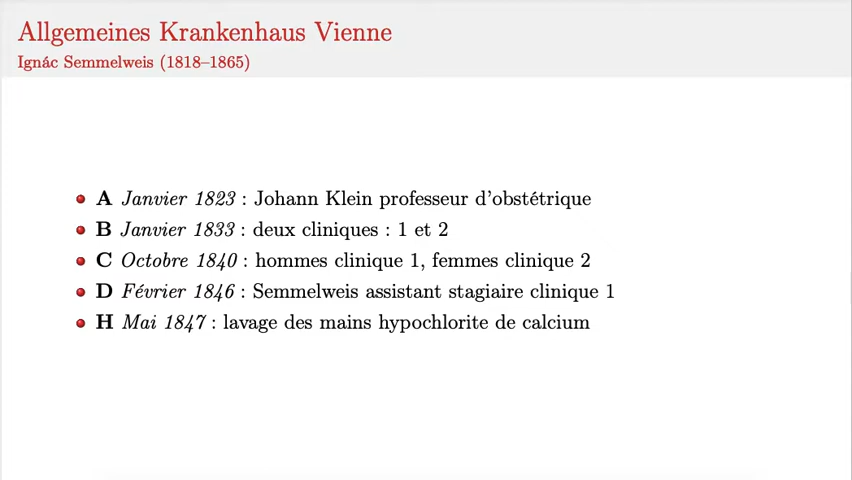 Allgemeines Krankenhaus Vienne
Ignác Semmelweis (1818–1865)
A Janvier 1823 : Johann Klein professeur d'obstétrique
B Janvier 1833 : deux cliniques : 1 et 2
C Octobre 1840 : hommes clinique 1, femmes clinique 2
D Février 1846 : Semmelweis assistant stagiaire clinique 1
H Mai 1847 : lavage des mains hypochlorite de calcium